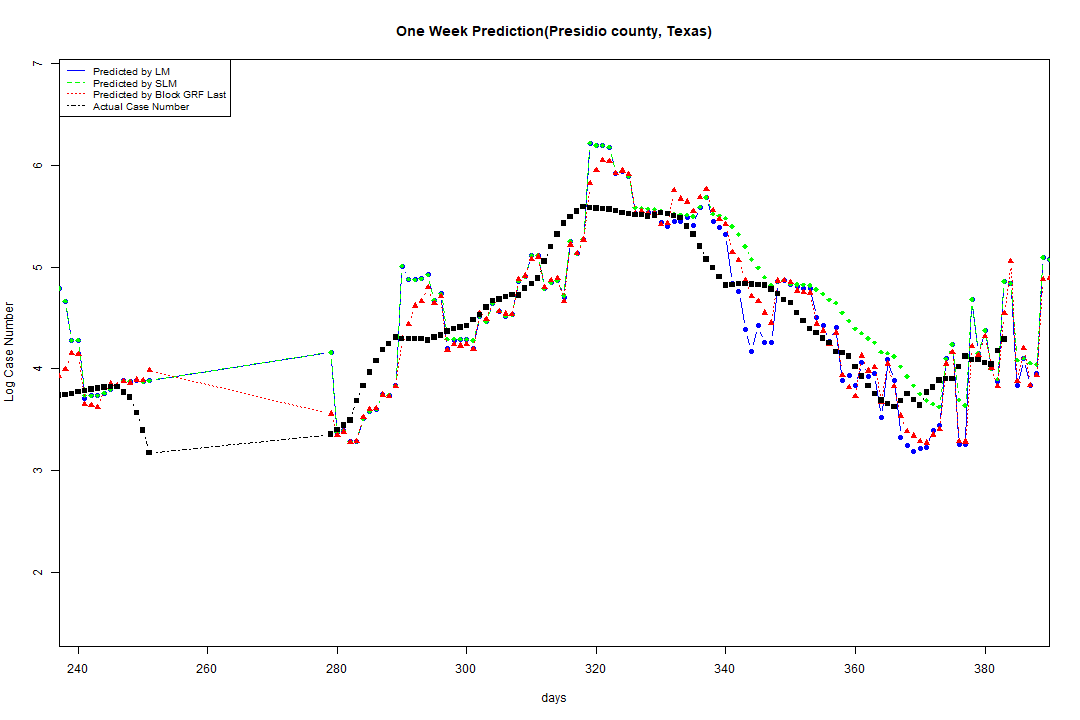 One Week Prediction(Presidio county, Texas)
Predicted by LM
Predicted by SLM
Predicted by Block GRF Last
Actual Case Number
7
6
5
4
3
2
Log Case Number
240 260 280 300 320 340 360 380
days